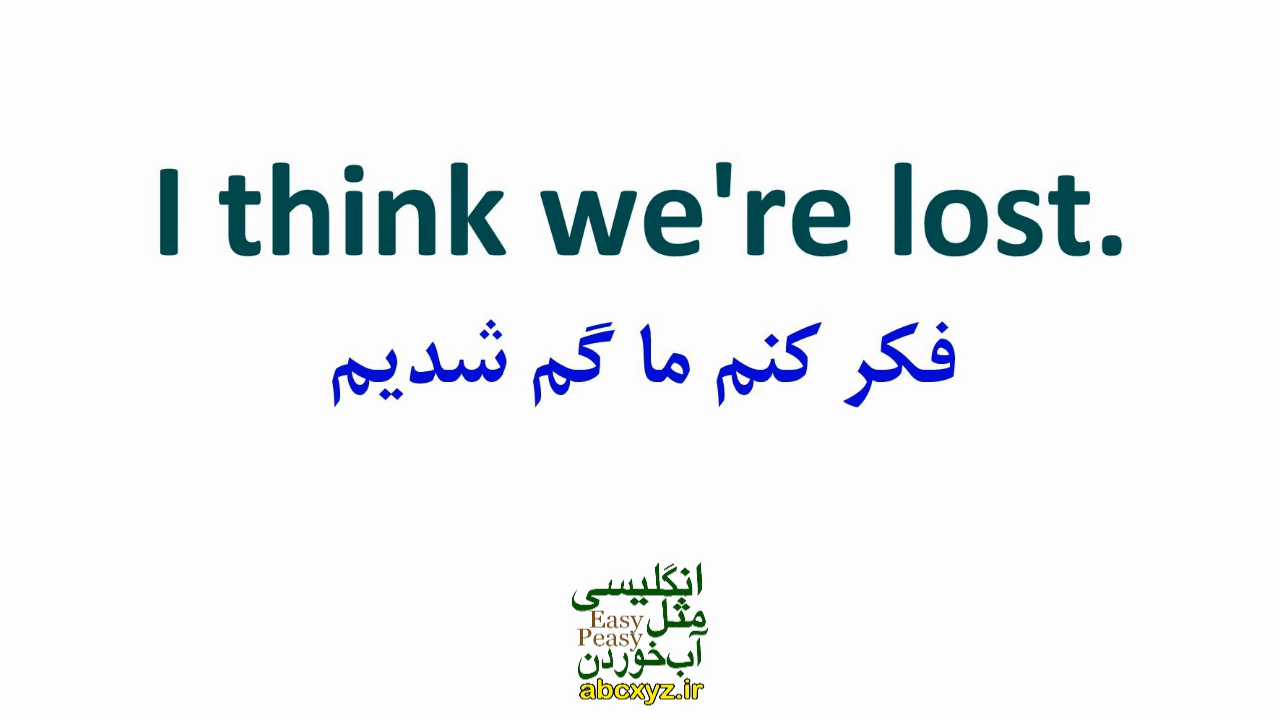 I think we're lost.
فکر کنم ما گم شدیم
انگلیسی
مثل
Easy
Peasy
آب‌خوردن
abcxyz.ir